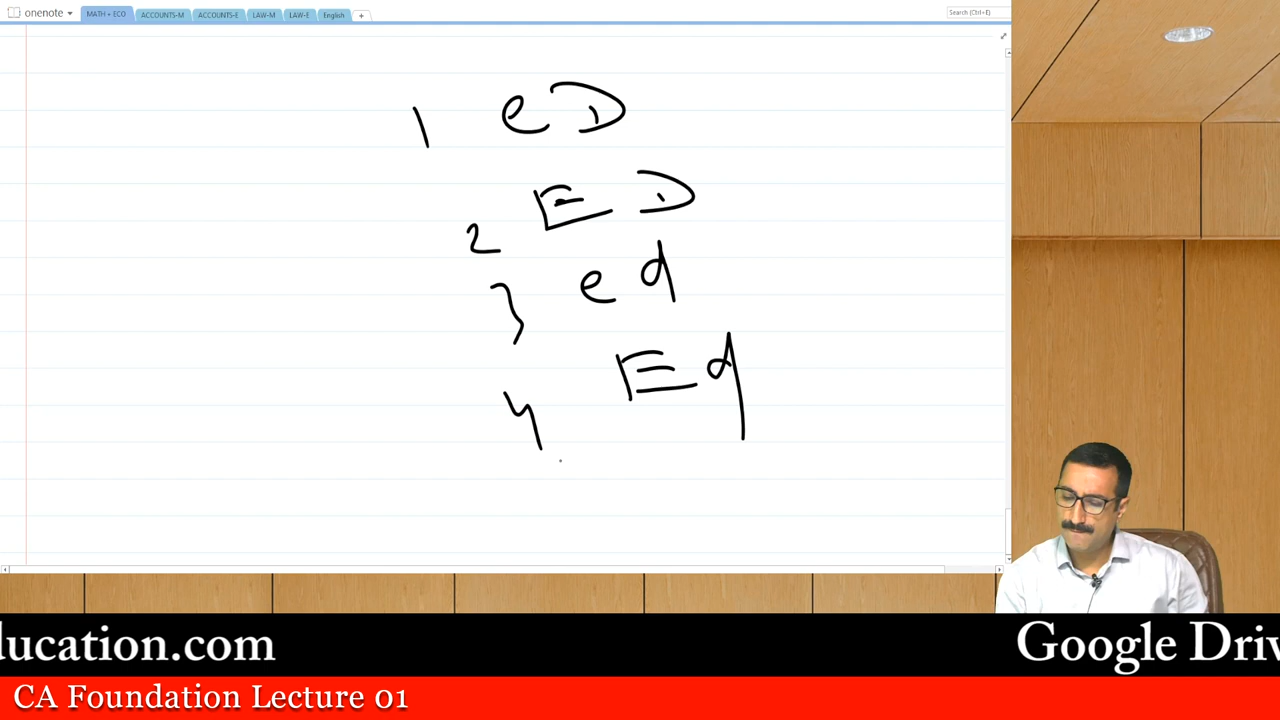 onenote MATH + ECO ACCOUNTS-M ACCOUNTS-E LAW-M LAW-E English + Search (Ctrl+E)
1 eD
2 ED
3 ed
4 Ed
ducation.com Google Driv
CA Foundation Lecture 01